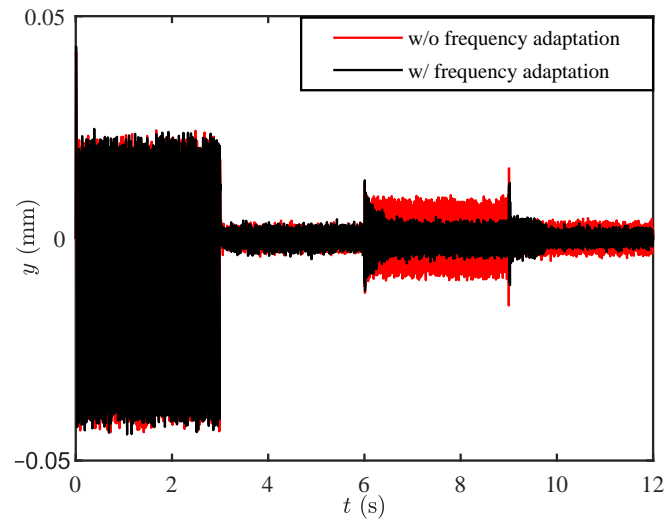 0.05
w/o frequency adaptation
w/ frequency adaptation
y (mm)
0
−0.05
0 2 4 6 8 10 12
t (s)